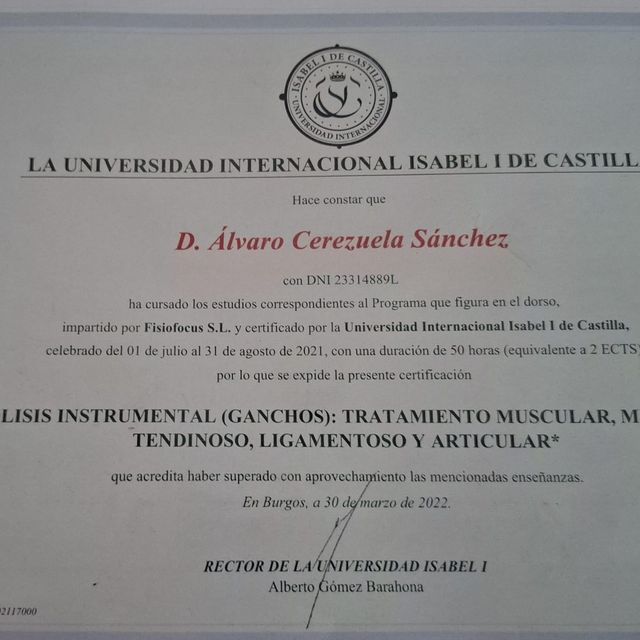 ISABEL I DE CASTILLA
UNIVERSIDAD INTERNACIONAL
LA UNIVERSIDAD INTERNACIONAL ISABEL I DE CASTILL
Hace constar que
D. Álvaro Cerezuela Sánchez
con DNI 23314889L
ha cursado los estudios correspondientes al Programa que figura en el dorso,
impartido por Fisiofocus S.L. y certificado por la Universidad Internacional Isabel I de Castilla,
celebrado del 01 de julio al 31 de agosto de 2021, con una duración de 50 horas (equivalente a 2 ECTS)
por lo que se expide la presente certificación
LISIS INSTRUMENTAL (GANCHOS): TRATAMIENTO MUSCULAR, M
TENDINOSO, LIGAMENTOSO Y ARTICULAR*
que acredita haber superado con aprovechamiento las mencionadas enseñanzas.
En Burgos, a 30 de marzo de 2022.
RECTOR DE LA UNIVERSIDAD ISABEL I
Alberto Gómez Barahona
02117000